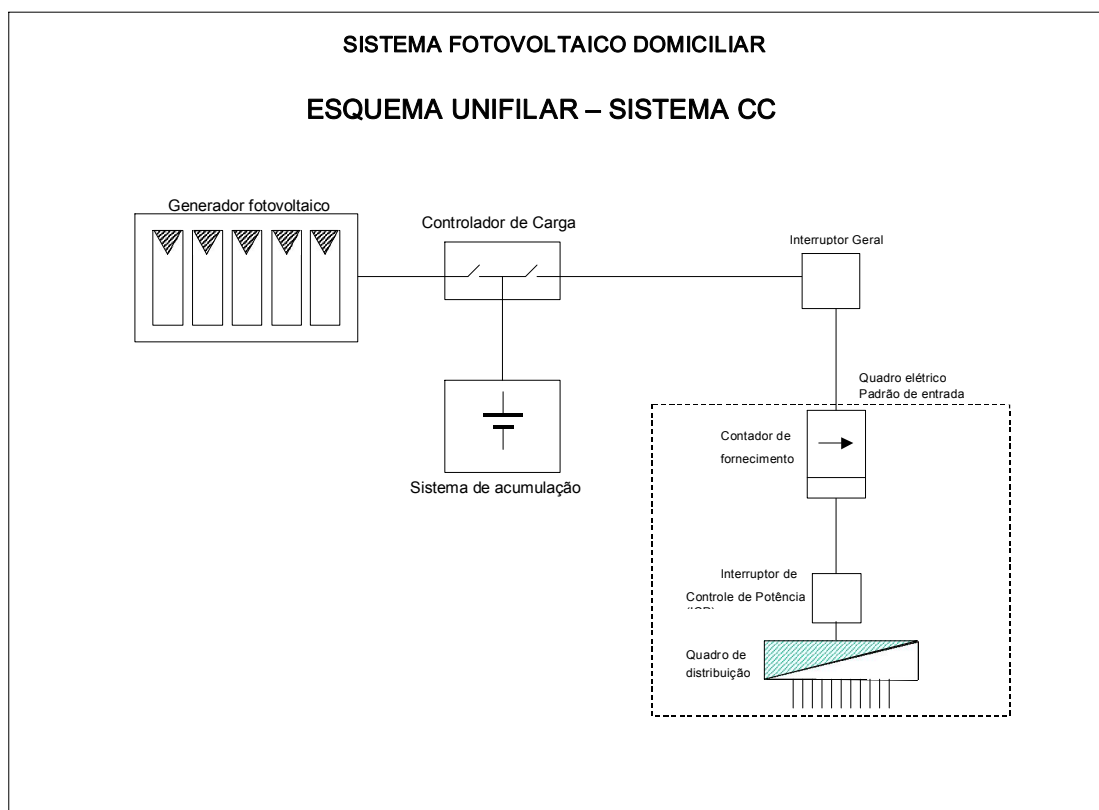 SISTEMA FOTOVOLTAICO DOMICILIAR
ESQUEMA UNIFILAR – SISTEMA CC
Generador fotovoltaico
Controlador de Carga
Interruptor Geral
Sistema de acumulação
Quadro elétrico
Padrão de entrada
Contador de
fornecimento
Interruptor de
Controle de Potência
Quadro de
distribuição